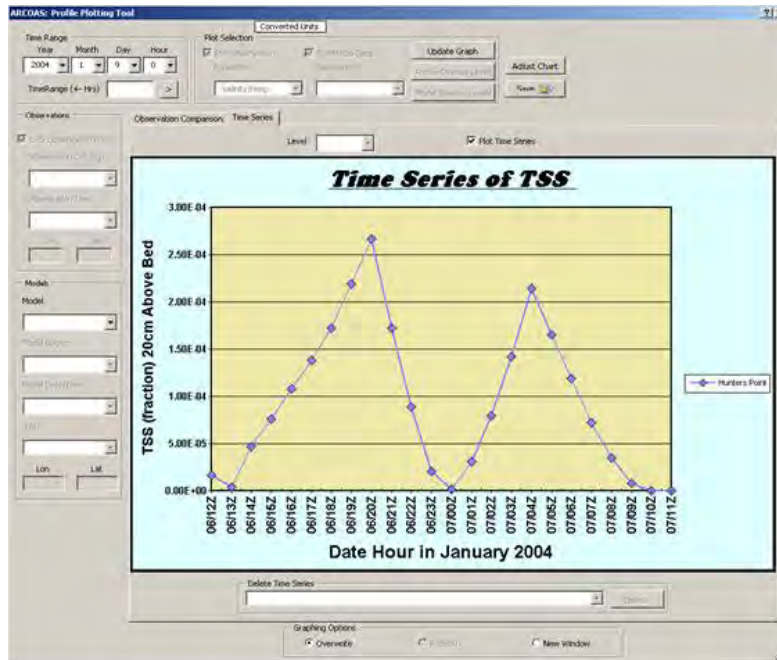 ARCOAS: Profile Plotting Tool
Converted Units
Time Range
Year Month Day Hour
2004 1 9 0
TimeRange (+- Hrs) >
Plot Selection
Update Graph
Adjust Chart
Save
Observations
Observation Comparison Time Series
Level Plot Time Series
Models
Model
Lon Lat
Time Series of TSS
TSS (fraction) 20cm Above Bed
3.00E-04
2.50E-04
2.00E-04
1.50E-04
1.00E-04
5.00E-05
0.00E+00
06/12Z 06/13Z 06/14Z 06/15Z 06/16Z 06/17Z 06/18Z 06/19Z 06/20Z 06/21Z 06/22Z 06/23Z 07/00Z 07/01Z 07/02Z 07/03Z 07/04Z 07/05Z 07/06Z 07/07Z 07/08Z 07/09Z 07/10Z 07/11Z
Date Hour in January 2004
Hunters Point
Delete Time Series
Graphing Options
Overwrite New Window